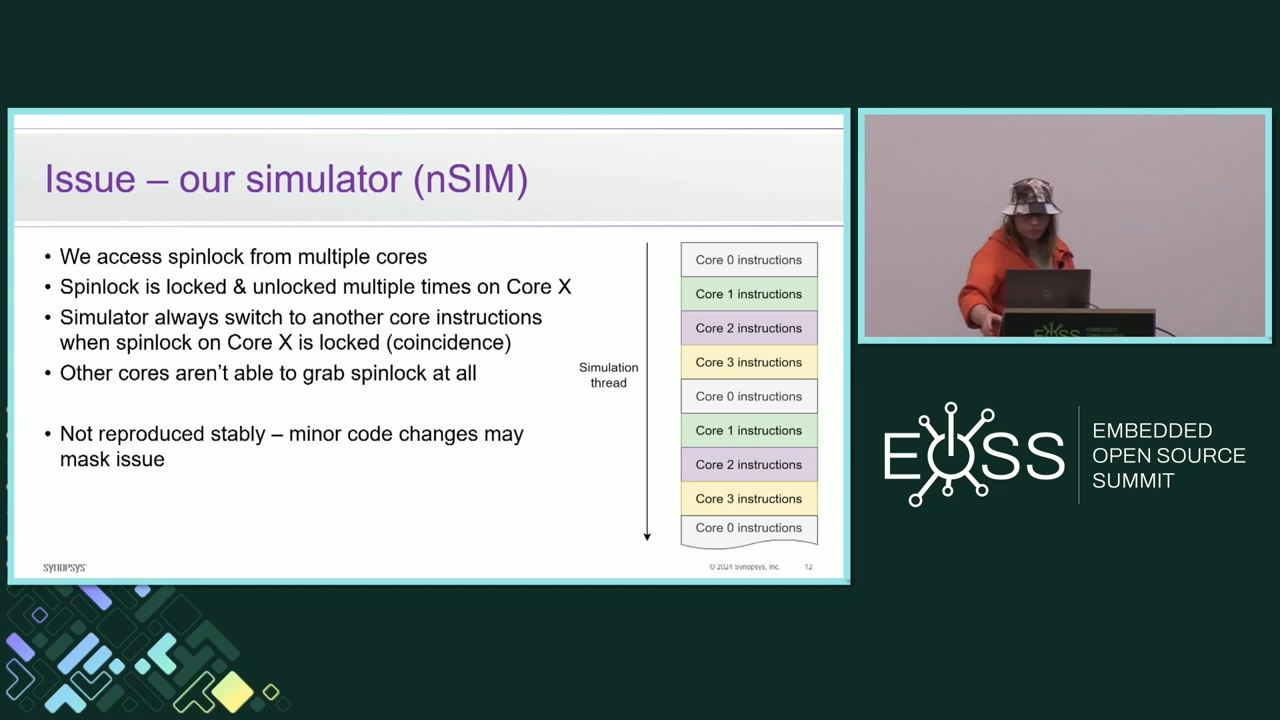 Issue – our simulator (nSIM)
• We access spinlock from multiple cores
• Spinlock is locked & unlocked multiple times on Core X
• Simulator always switch to another core instructions
when spinlock on Core X is locked (coincidence)
• Other cores aren’t able to grab spinlock at all
• Not reproduced stably – minor code changes may
mask issue
Simulation
thread
Core 0 instructions
Core 1 instructions
Core 2 instructions
Core 3 instructions
Core 0 instructions
Core 1 instructions
Core 2 instructions
Core 3 instructions
Core 0 instructions
SYNOPSYS
© 2024 Synopsys, Inc.
12
EOSS
EOSS
EMBEDDED
OPEN SOURCE
SUMMIT